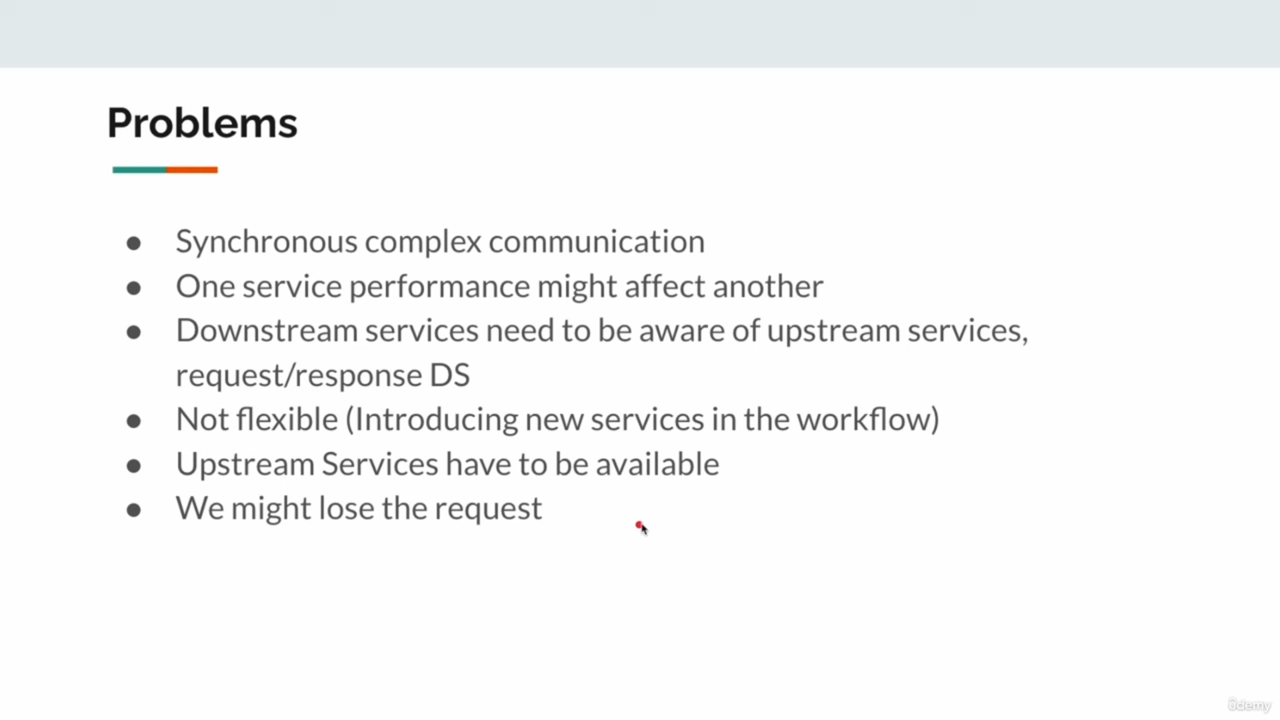 Problems
● Synchronous complex communication
● One service performance might affect another
● Downstream services need to be aware of upstream services,
request/response DS
● Not flexible (Introducing new services in the workflow)
● Upstream Services have to be available
● We might lose the request
ûdemy